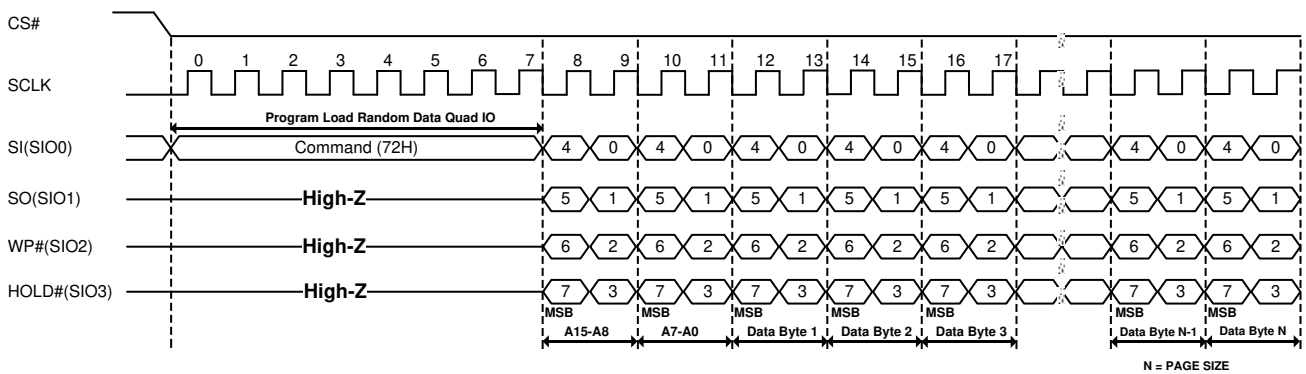 CS#
0 1 2 3 4 5 6 7 8 9 10 11 12 13 14 15 16 17
SCLK
Program Load Random Data Quad IO
SI(SIO0) Command (72H) 4 0 4 0 4 0 4 0 4 0 4 0 4 0
SO(SIO1) High-Z 5 1 5 1 5 1 5 1 5 1 5 1 5 1
WP#(SIO2) High-Z 6 2 6 2 6 2 6 2 6 2 6 2 6 2
HOLD#(SIO3) High-Z 7 3 7 3 7 3 7 3 7 3 7 3 7 3
MSB MSB MSB MSB MSB MSB MSB
A15-A8 A7-A0 Data Byte 1 Data Byte 2 Data Byte 3 Data Byte N-1 Data Byte N
N = PAGE SIZE